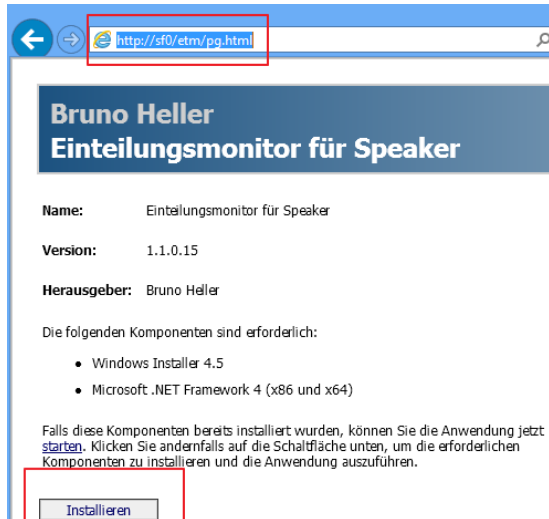 http://sf0/etm/pg.html
Bruno Heller
Einteilungsmonitor für Speaker
Name: Einteilungsmonitor für Speaker
Version: 1.1.0.15
Herausgeber: Bruno Heller
Die folgenden Komponenten sind erforderlich:
• Windows Installer 4.5
• Microsoft .NET Framework 4 (x86 und x64)
Falls diese Komponenten bereits installiert wurden, können Sie die Anwendung jetzt
starten. Klicken Sie andernfalls auf die Schaltfläche unten, um die erforderlichen
Komponenten zu installieren und die Anwendung auszuführen.
Installieren